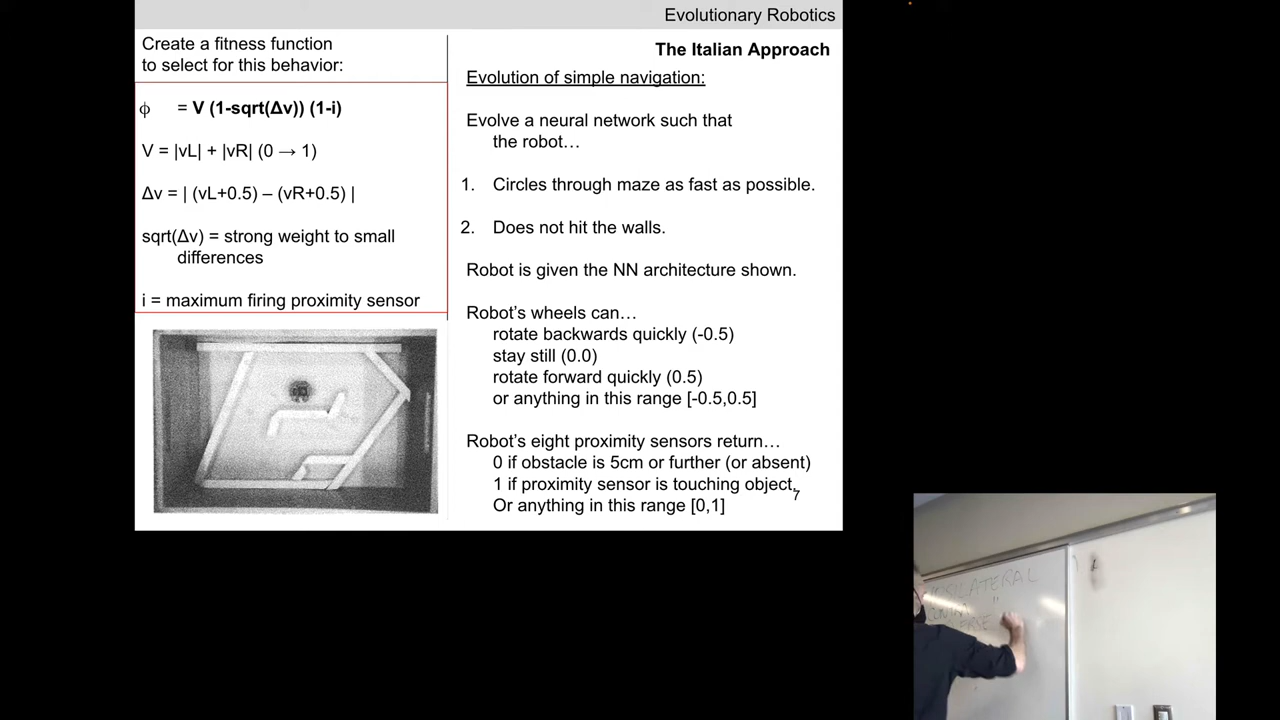 Evolutionary Robotics
Create a fitness function
to select for this behavior:
ϕ = V (1-sqrt(Δv)) (1-i)
V = |vL| + |vR| (0 → 1)
Δv = | (vL+0.5) – (vR+0.5) |
sqrt(Δv) = strong weight to small
differences
i = maximum firing proximity sensor
The Italian Approach
Evolution of simple navigation:
Evolve a neural network such that
the robot…
1. Circles through maze as fast as possible.
2. Does not hit the walls.
Robot is given the NN architecture shown.
Robot’s wheels can…
rotate backwards quickly (-0.5)
stay still (0.0)
rotate forward quickly (0.5)
or anything in this range [-0.5,0.5]
Robot’s eight proximity sensors return…
0 if obstacle is 5cm or further (or absent)
1 if proximity sensor is touching object,
Or anything in this range [0,1]
7